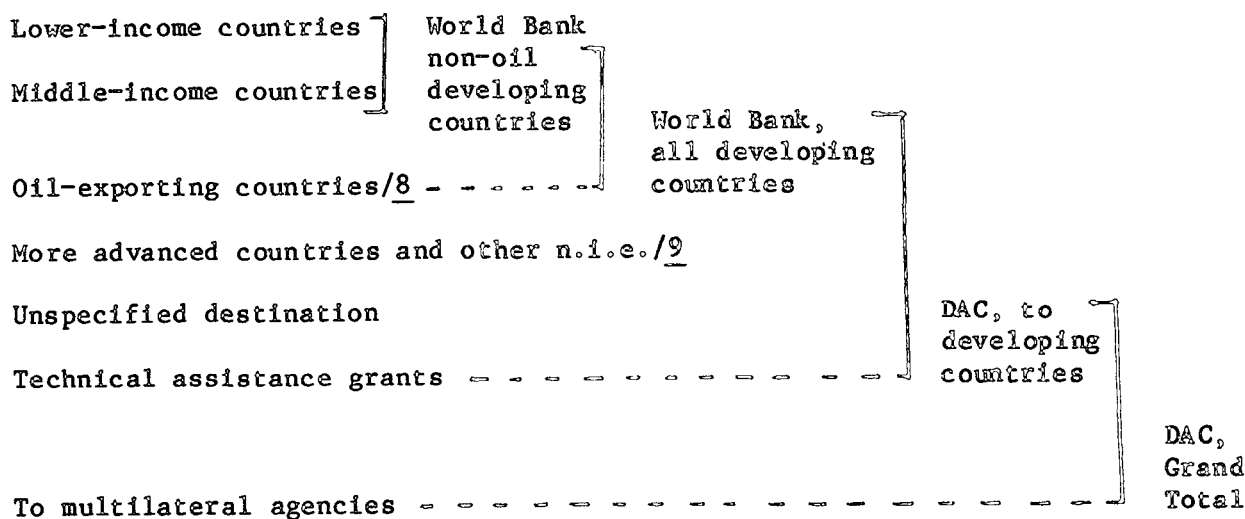 Lower-income countries
World Bank
non-oil
developing
countries
Middle-income countries
World Bank,
all developing
countries
Oil-exporting countries/8
More advanced countries and other n.i.e./9
Unspecified destination
DAC, to
developing
countries
Technical assistance grants
DAC,
Grand
Total
To multilateral agencies